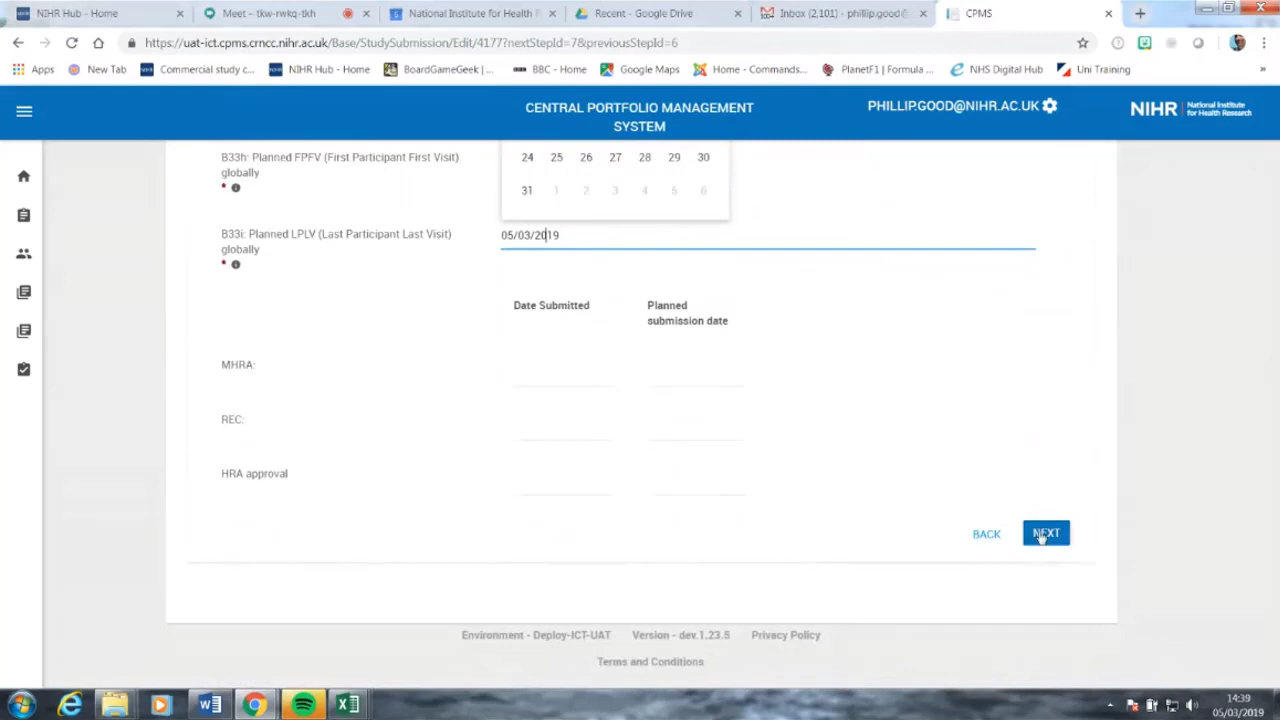 NIHR Hub - Home
Meet – tkw-rwkq-tkh
National Institute for Health F
Recent - Google Drive
Inbox (2,101) - phillip.good@
CPMS
https://uat-ict.cpms.crncc.nihr.ac.uk/Base/StudySubmission/Edit/4177?nextStepId=7&previousStepId=6
Apps
New Tab
Commercial study c...
NIHR Hub - Home
BoardGameGeek |...
BBC - Home
Google Maps
Home - Commands...
PlanetF1 | Formula ...
NHS Digital Hub
Uni Training
CENTRAL PORTFOLIO MANAGEMENT
SYSTEM
PHILLIP.GOOD@NIHR.AC.UK
NIHR | National Institute
for Health Research
B33h: Planned FPFV (First Participant First Visit)
globally
*
24 25 26 27 28 29 30
31 1 2 3 4 5 6
B33i: Planned LPLV (Last Participant Last Visit)
globally
*
05/03/2019
Date Submitted
Planned
submission date
MHRA:
REC:
HRA approval
BACK
NEXT
Environment - Deploy-ICT-UAT Version - dev.1.23.5 Privacy Policy
Terms and Conditions
14:39
05/03/2019